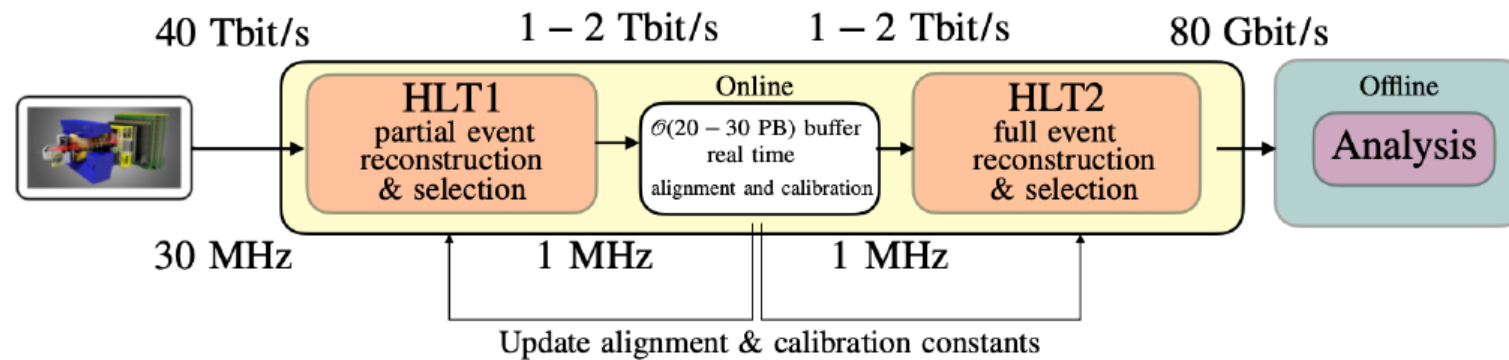 40 Tbit/s
1 – 2 Tbit/s
1 – 2 Tbit/s
80 Gbit/s
HLT1
partial event
reconstruction
& selection
Online
𝒪(20 – 30 PB) buffer
real time
alignment and calibration
HLT2
full event
reconstruction
& selection
Offline
Analysis
30 MHz
1 MHz
1 MHz
Update alignment & calibration constants